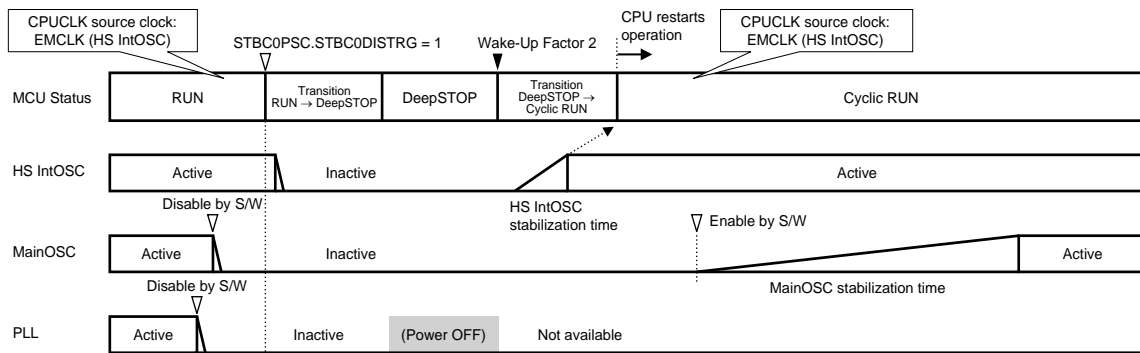 CPUCLK source clock:
EMCLK (HS IntOSC)
STBC0PSC.STBC0DISTRG = 1
Wake-Up Factor 2
CPU restarts
operation
CPUCLK source clock:
EMCLK (HS IntOSC)
MCU Status
RUN
Transition
RUN → DeepSTOP
DeepSTOP
Transition
DeepSTOP →
Cyclic RUN
Cyclic RUN
HS IntOSC
Active
Inactive
Active
Disable by S/W
HS IntOSC
stabilization time
Enable by S/W
MainOSC
Active
Inactive
Active
Disable by S/W
MainOSC stabilization time
PLL
Active
Inactive
(Power OFF)
Not available